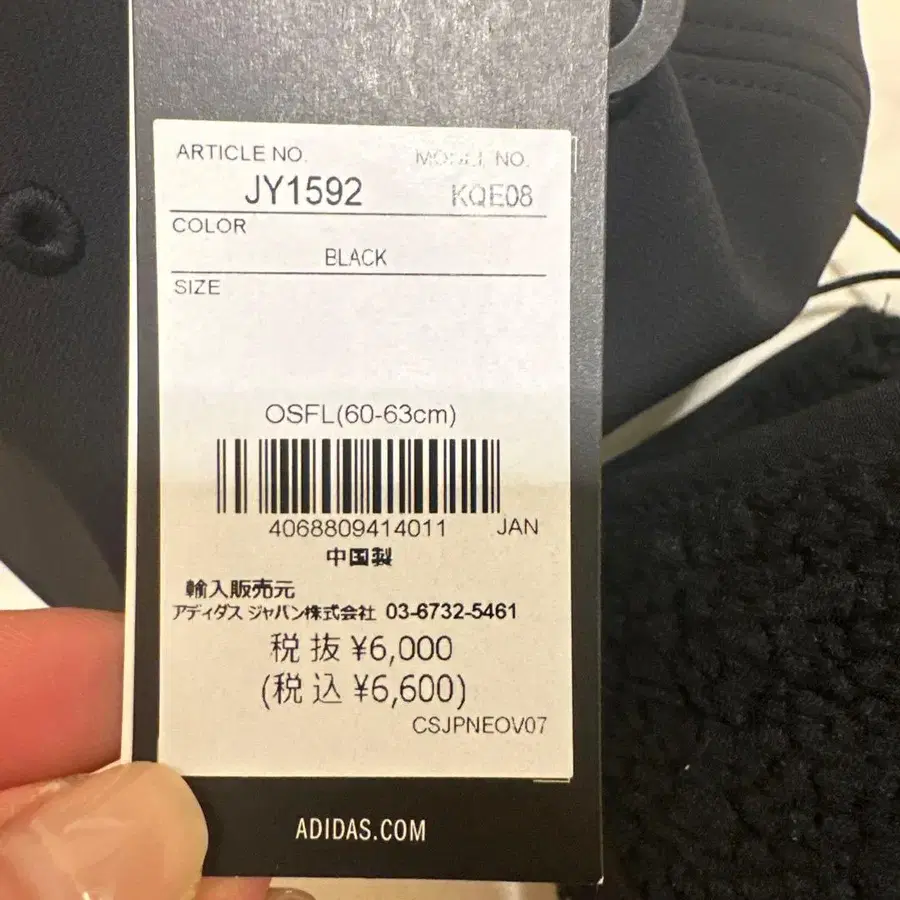 ARTICLE NO. MODEL NO.
JY1592 KQE08
COLOR
BLACK
SIZE
OSFL(60-63cm)
4068809414011 JAN
中国製
輸入販売元
アディダス ジャパン株式会社 03-6732-5461
税抜 ¥6,000
(税込 ¥6,600)
CSJPNEOV07
ADIDAS.COM